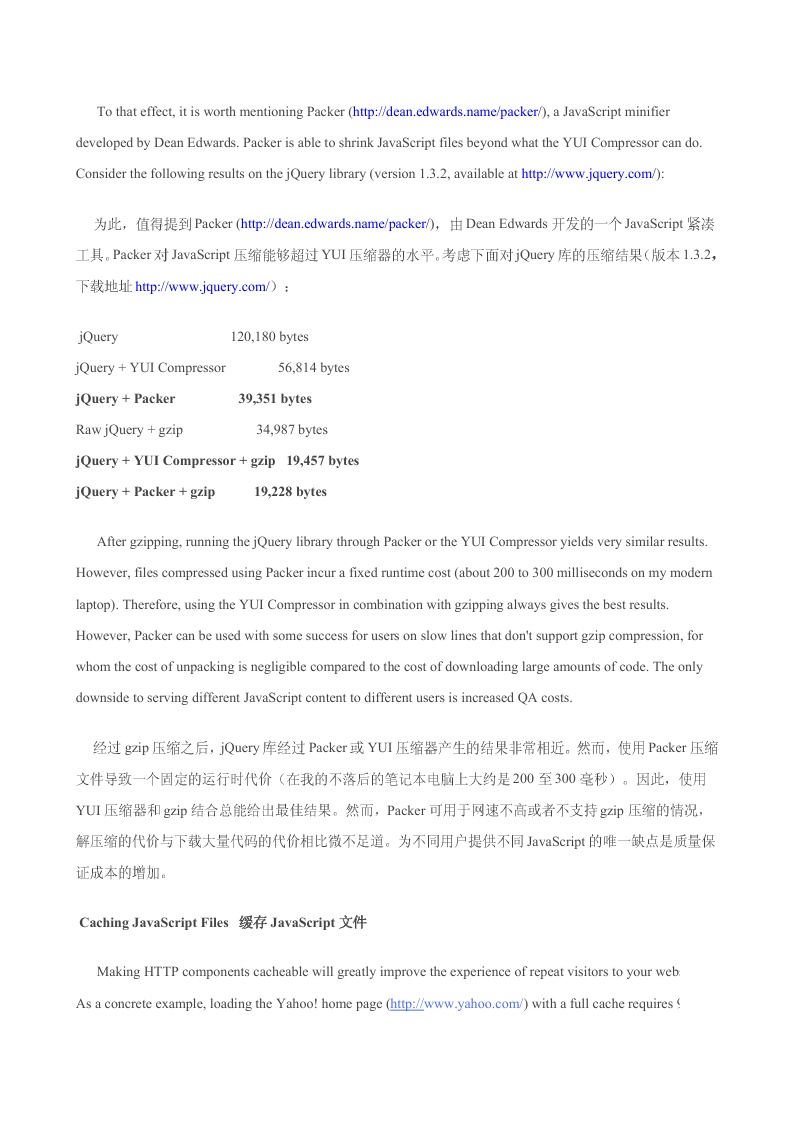 To that effect, it is worth mentioning Packer (http://dean.edwards.name/packer/), a JavaScript minifier
developed by Dean Edwards. Packer is able to shrink JavaScript files beyond what the YUI Compressor can do.
Consider the following results on the jQuery library (version 1.3.2, available at http://www.jquery.com/):
为此，值得提到 Packer (http://dean.edwards.name/packer/)，由 Dean Edwards 开发的一个 JavaScript 紧凑
工具。Packer 对 JavaScript 压缩能够超过 YUI 压缩器的水平。考虑下面对 jQuery 库的压缩结果（版本 1.3.2，
下载地址 http://www.jquery.com/）：
jQuery 120,180 bytes
jQuery + YUI Compressor 56,814 bytes
jQuery + Packer 39,351 bytes
Raw jQuery + gzip 34,987 bytes
jQuery + YUI Compressor + gzip 19,457 bytes
jQuery + Packer + gzip 19,228 bytes
After gzipping, running the jQuery library through Packer or the YUI Compressor yields very similar results.
However, files compressed using Packer incur a fixed runtime cost (about 200 to 300 milliseconds on my modern
laptop). Therefore, using the YUI Compressor in combination with gzipping always gives the best results.
However, Packer can be used with some success for users on slow lines that don't support gzip compression, for
whom the cost of unpacking is negligible compared to the cost of downloading large amounts of code. The only
downside to serving different JavaScript content to different users is increased QA costs.
经过 gzip 压缩之后，jQuery 库经过 Packer 或 YUI 压缩器产生的结果非常相近。然而，使用 Packer 压缩
文件导致一个固定的运行时代价（在我的不落后的笔记本电脑上大约是 200 至 300 毫秒）。因此，使用
YUI 压缩器和 gzip 结合总能给出最佳结果。然而，Packer 可用于网速不高或者不支持 gzip 压缩的情况，
解压缩的代价与下载大量代码的代价相比微不足道。为不同用户提供不同 JavaScript 的唯一缺点是质量保
证成本的增加。
Caching JavaScript Files 缓存 JavaScript 文件
Making HTTP components cacheable will greatly improve the experience of repeat visitors to your
As a concrete example, loading the Yahoo! home page (http://www.yahoo.com/) with a full cache requires